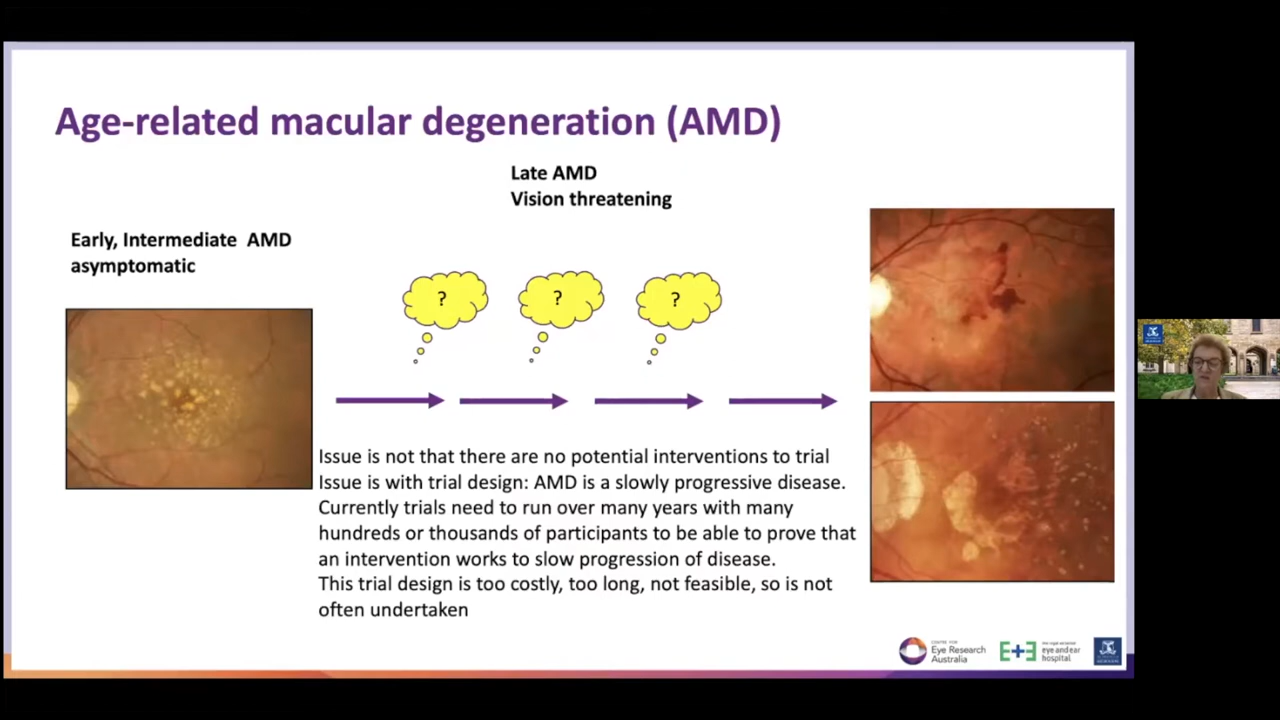 Age-related macular degeneration (AMD)
Late AMD
Vision threatening
Early, Intermediate  AMD
asymptomatic
?
?
?
Issue is not that there are no potential interventions to trial
Issue is with trial design: AMD is a slowly progressive disease.
Currently trials need to run over many years with many
hundreds or thousands of participants to be able to prove that
an intervention works to slow progression of disease.
This trial design is too costly, too long, not feasible, so is not
often undertaken
CENTRE FOR
Eye Research
Australia
eye and ear
hospital